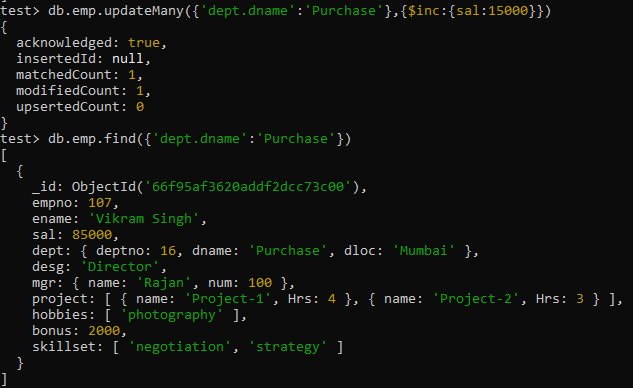 test> db.emp.updateMany({'dept.dname':'Purchase'},{$inc:{sal:15000}})
{
  acknowledged: true,
  insertedId: null,
  matchedCount: 1,
  modifiedCount: 1,
  upsertedCount: 0
}
test> db.emp.find({'dept.dname':'Purchase'})
[
  {
    _id: ObjectId('66f95af3620addf2dcc73c00'),
    empno: 107,
    ename: 'Vikram Singh',
    sal: 85000,
    dept: { deptno: 16, dname: 'Purchase', dloc: 'Mumbai' },
    desg: 'Director',
    mgr: { name: 'Rajan', num: 100 },
    project: [ { name: 'Project-1', Hrs: 4 }, { name: 'Project-2', Hrs: 3 } ],
    hobbies: [ 'photography' ],
    bonus: 2000,
    skillset: [ 'negotiation', 'strategy' ]
  }
]